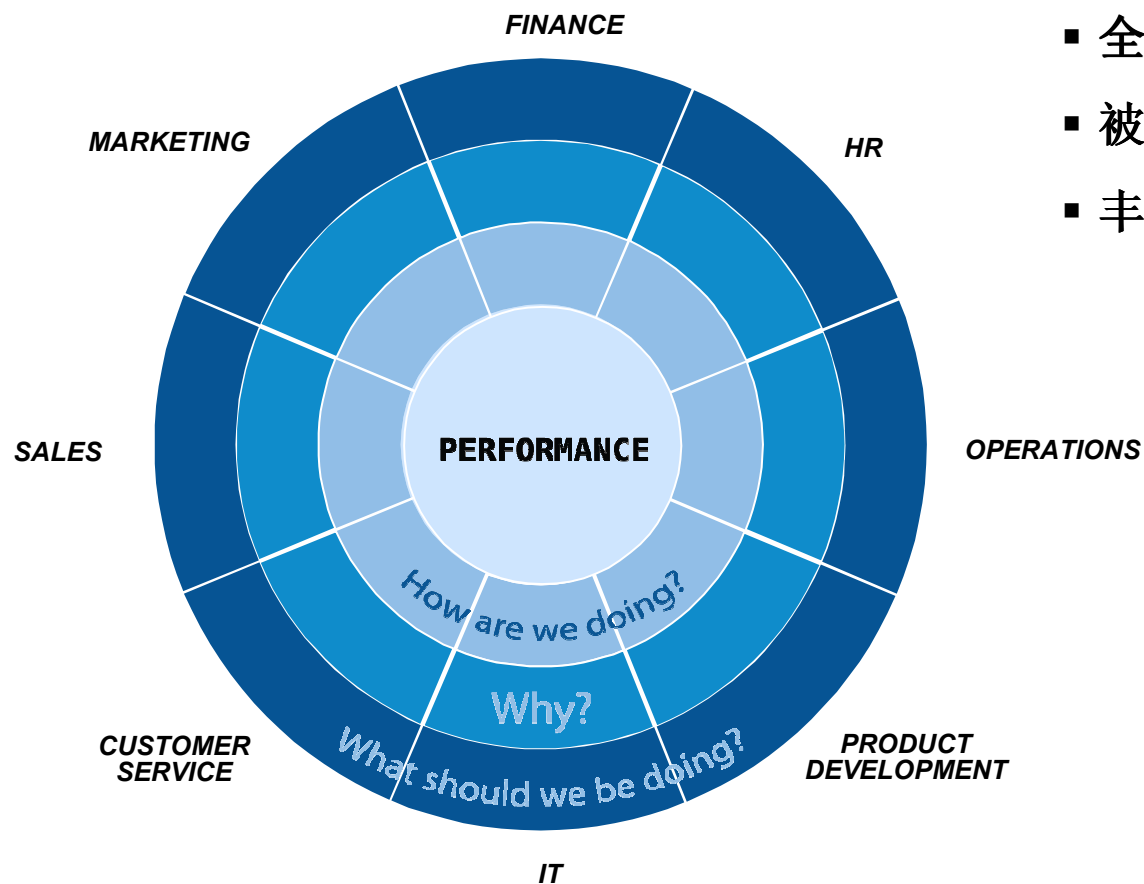 FINANCE
▪ 全
MARKETING
HR
▪ 被
▪ 丰
SALES
PERFORMANCE
OPERATIONS
How are we doing?
Why?
What should we be doing?
CUSTOMER
SERVICE
PRODUCT
DEVELOPMENT
IT